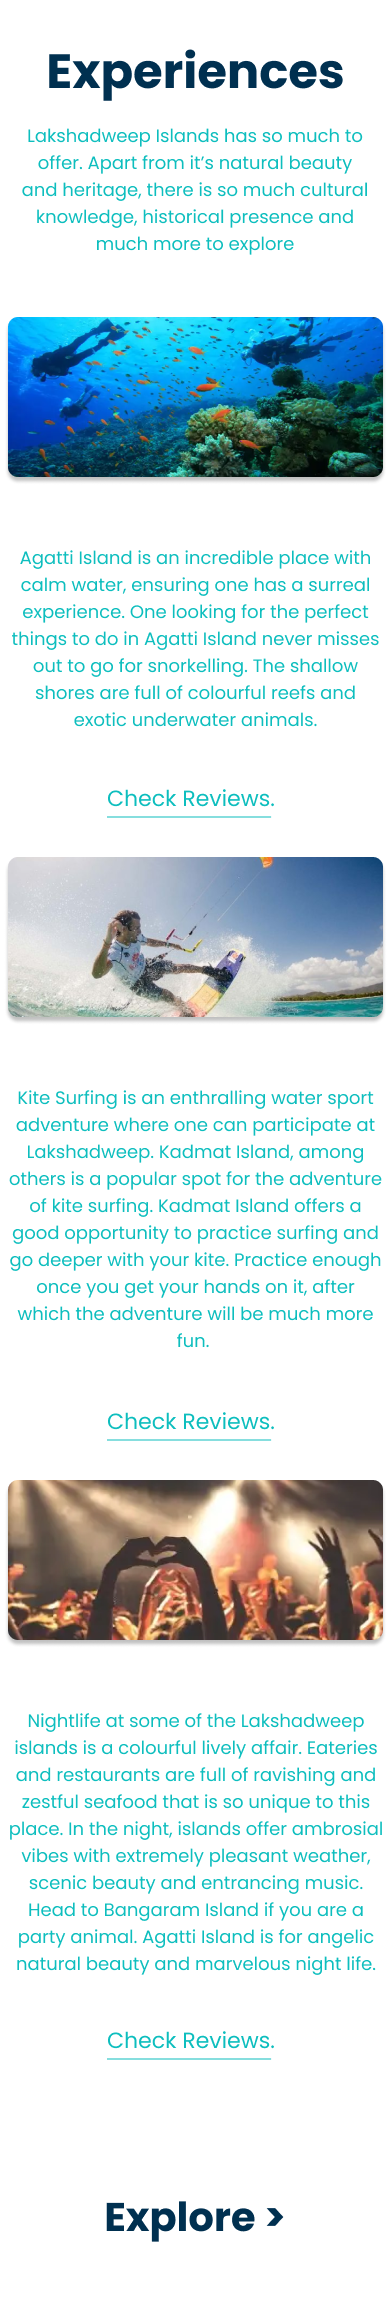 Experiences
Lakshadweep Islands has so much to
offer. Apart from it’s natural beauty
and heritage, there is so much cultural
knowledge, historical presence and
much more to explore
Agatti Island is an incredible place with
calm water, ensuring one has a surreal
experience. One looking for the perfect
things to do in Agatti Island never misses
out to go for snorkelling. The shallow
shores are full of colourful reefs and
exotic underwater animals.
Check Reviews.
Kite Surfing is an enthralling water sport
adventure where one can participate at
Lakshadweep. Kadmat Island, among
others is a popular spot for the adventure
of kite surfing. Kadmat Island offers a
good opportunity to practice surfing and
go deeper with your kite. Practice enough
once you get your hands on it, after
which the adventure will be much more
fun.
Check Reviews.
Nightlife at some of the Lakshadweep
islands is a colourful lively affair. Eateries
and restaurants are full of ravishing and
zestful seafood that is so unique to this
place. In the night, islands offer ambrosial
vibes with extremely pleasant weather,
scenic beauty and entrancing music.
Head to Bangaram Island if you are a
party animal. Agatti Island is for angelic
natural beauty and marvelous night life.
Check Reviews.
Explore >